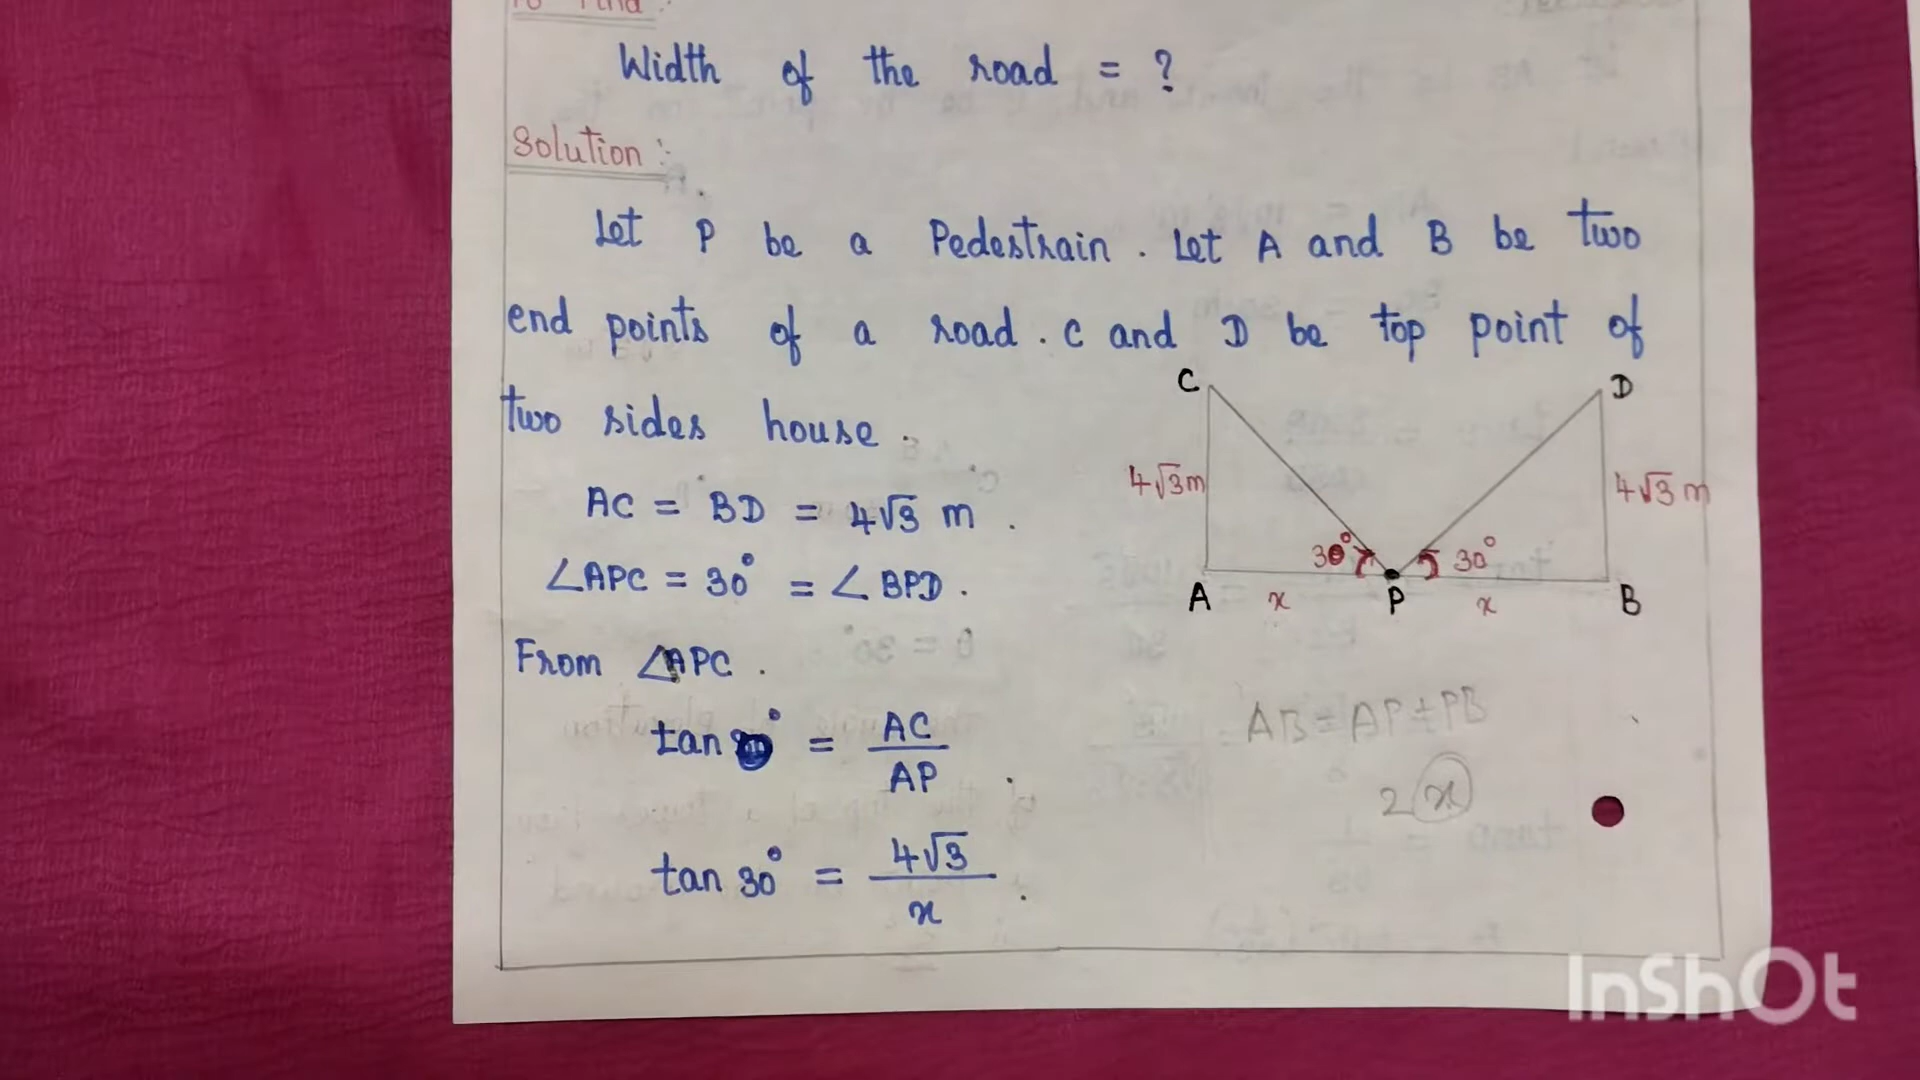 To Find :
Width of the road = ?
Solution :
Let P be a Pedestrain . Let A and B be two
end points of a road . C and D be top point of
two sides house .
AC = BD = 4√3 m .
∠APC = 30° = ∠ BPD .
From ∠APC .
tan ° = AC / AP .
tan 30° = 4√3 / x .
C
D
4√3m
4√3 m
30°
30°
A
x
P
x
B
AB = AP + PB
2x
InShOt